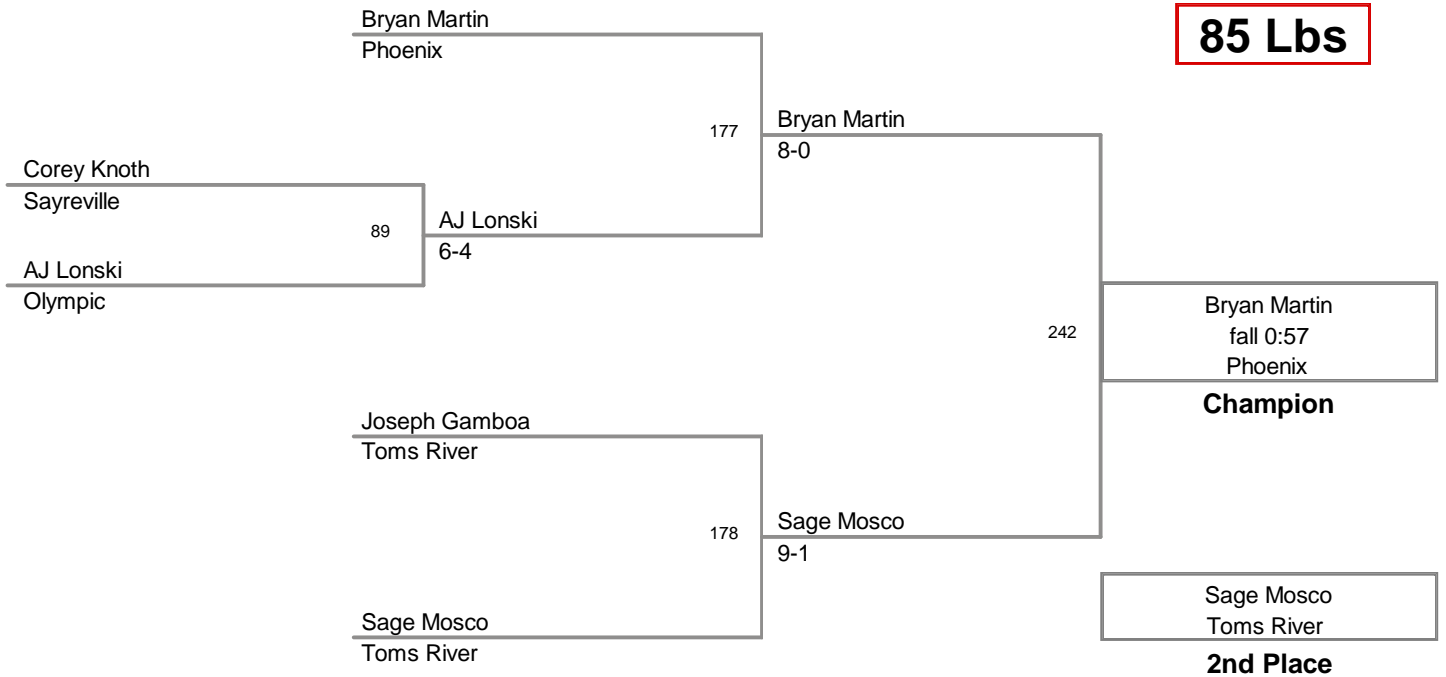 Bryan Martin
Phoenix
85 Lbs
177
Bryan Martin
8-0
Corey Knoth
Sayreville
89
AJ Lonski
6-4
AJ Lonski
Olympic
242
Bryan Martin
fall 0:57
Phoenix
Champion
Joseph Gamboa
Toms River
178
Sage Mosco
9-1
Sage Mosco
Toms River
Sage Mosco
Toms River
2nd Place